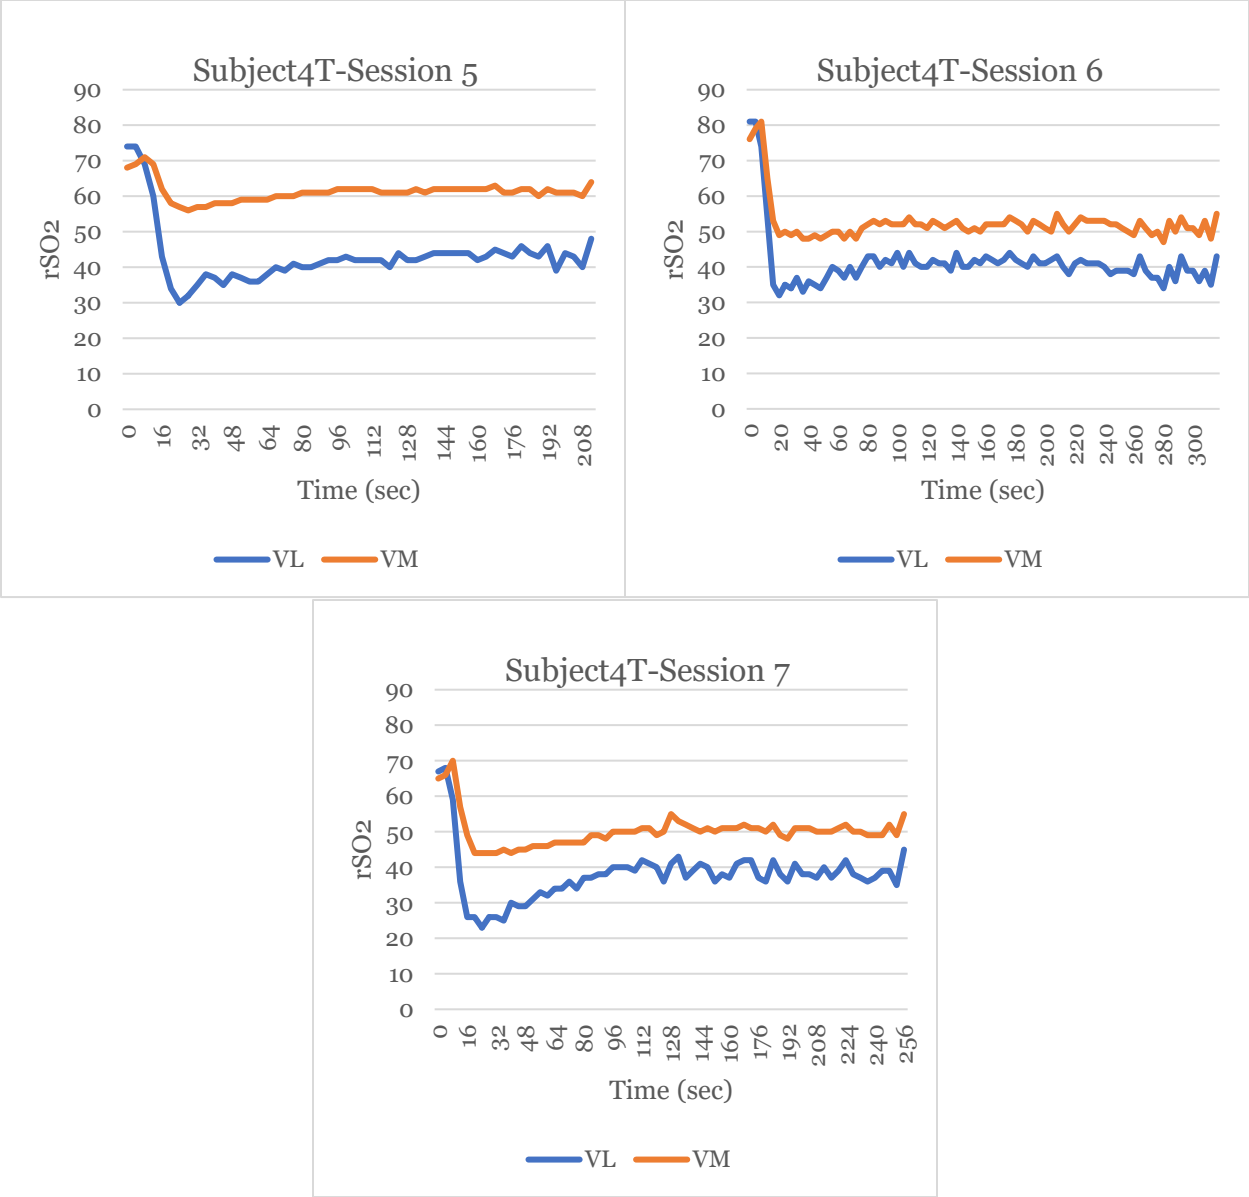 Subject4T-Session 5
90
80
70
60
50
40
30
20
10
0
rSO2
0 16 32 48 64 80 96 112 128 144 160 176 192 208
Time (sec)
VL VM
Subject4T-Session 6
90
80
70
60
50
40
30
20
10
0
rSO2
0 20 40 60 80 100 120 140 160 180 200 220 240 260 280 300
Time (sec)
VL VM
Subject4T-Session 7
90
80
70
60
50
40
30
20
10
0
rSO2
0 16 32 48 64 80 96 112 128 144 160 176 192 208 224 240 256
Time (sec)
VL VM